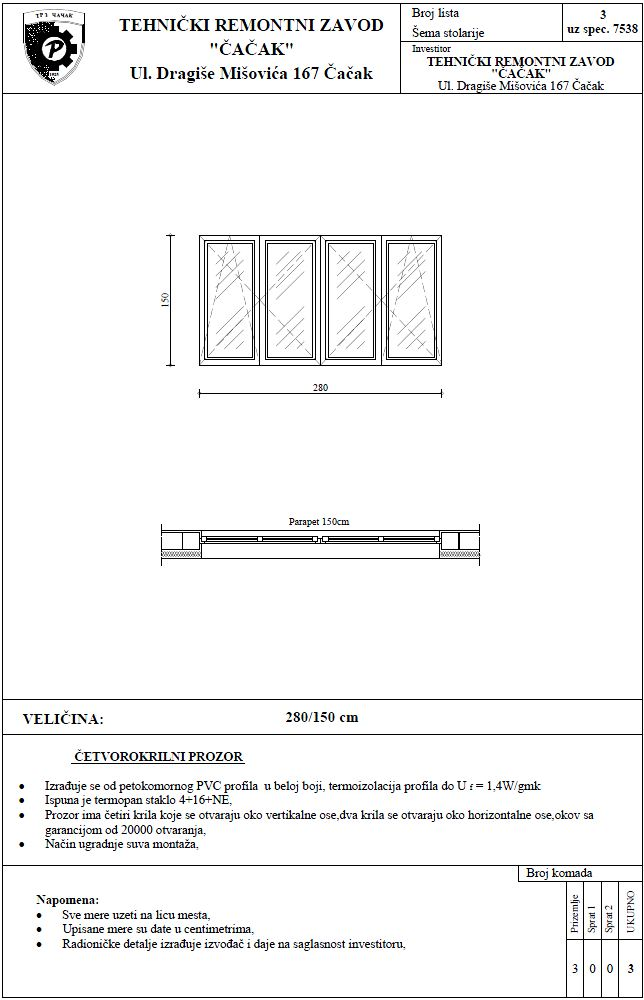 ТРЗ ЧАЧАК
TEHNIČKI REMONTNI ZAVOD
"ČAČAK"
Ul. Dragiše Mišovića 167 Čačak
Broj lista
3
Šema stolarije
uz spec. 7538
Investitor
TEHNIČKI REMONTNI ZAVOD
"ČAČAK"
Ul. Dragiše Mišovića 167 Čačak
150
280
Parapet 150cm
VELIČINA:
280/150 cm
ČETVOROKRILNI PROZOR
• Izrađuje se od petokomornog PVC profila u beloj boji, termoizolacija profila do U f = 1,4W/gmk
• Ispuna je termopan staklo 4+16+NE,
• Prozor ima četiri krila koje se otvaraju oko vertikalne ose,dva krila se otvaraju oko horizontalne ose,okov sa
garancijom od 20000 otvaranja,
• Način ugradnje suva montaža,
Broj komada
Napomena:
• Sve mere uzeti na licu mesta,
• Upisane mere su date u centimetrima,
• Radioničke detalje izrađuje izvođač i daje na saglasnost investitoru,
Prizemlje
Sprat 1
Sprat 2
UKUPNO
3 0 0 3